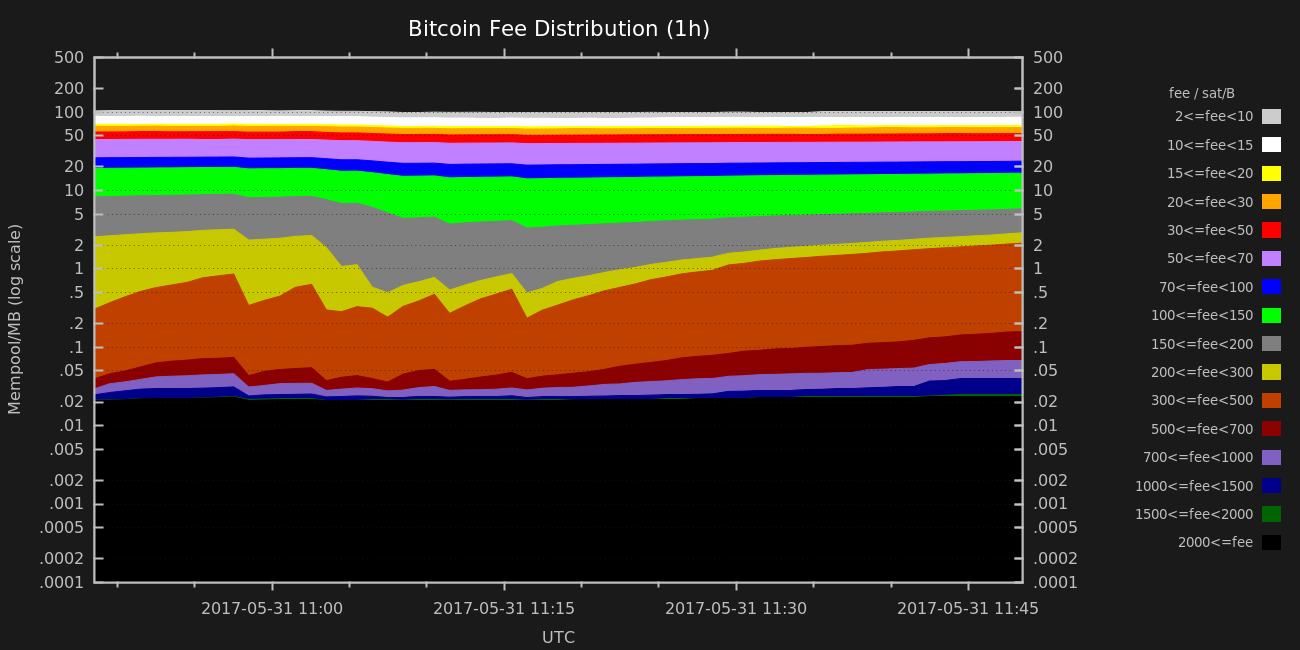 Bitcoin Fee Distribution (1h)
Mempool/MB (log scale)
500
200
100
50
20
10
5
2
1
.5
.2
.1
.05
.02
.01
.005
.002
.001
.0005
.0002
.0001
500
200
100
50
20
10
5
2
1
.5
.2
.1
.05
.02
.01
.005
.002
.001
.0005
.0002
.0001
fee / sat/B
2<=fee<10
10<=fee<15
15<=fee<20
20<=fee<30
30<=fee<50
50<=fee<70
70<=fee<100
100<=fee<150
150<=fee<200
200<=fee<300
300<=fee<500
500<=fee<700
700<=fee<1000
1000<=fee<1500
1500<=fee<2000
2000<=fee
2017-05-31 11:00 2017-05-31 11:15 2017-05-31 11:30 2017-05-31 11:45
UTC